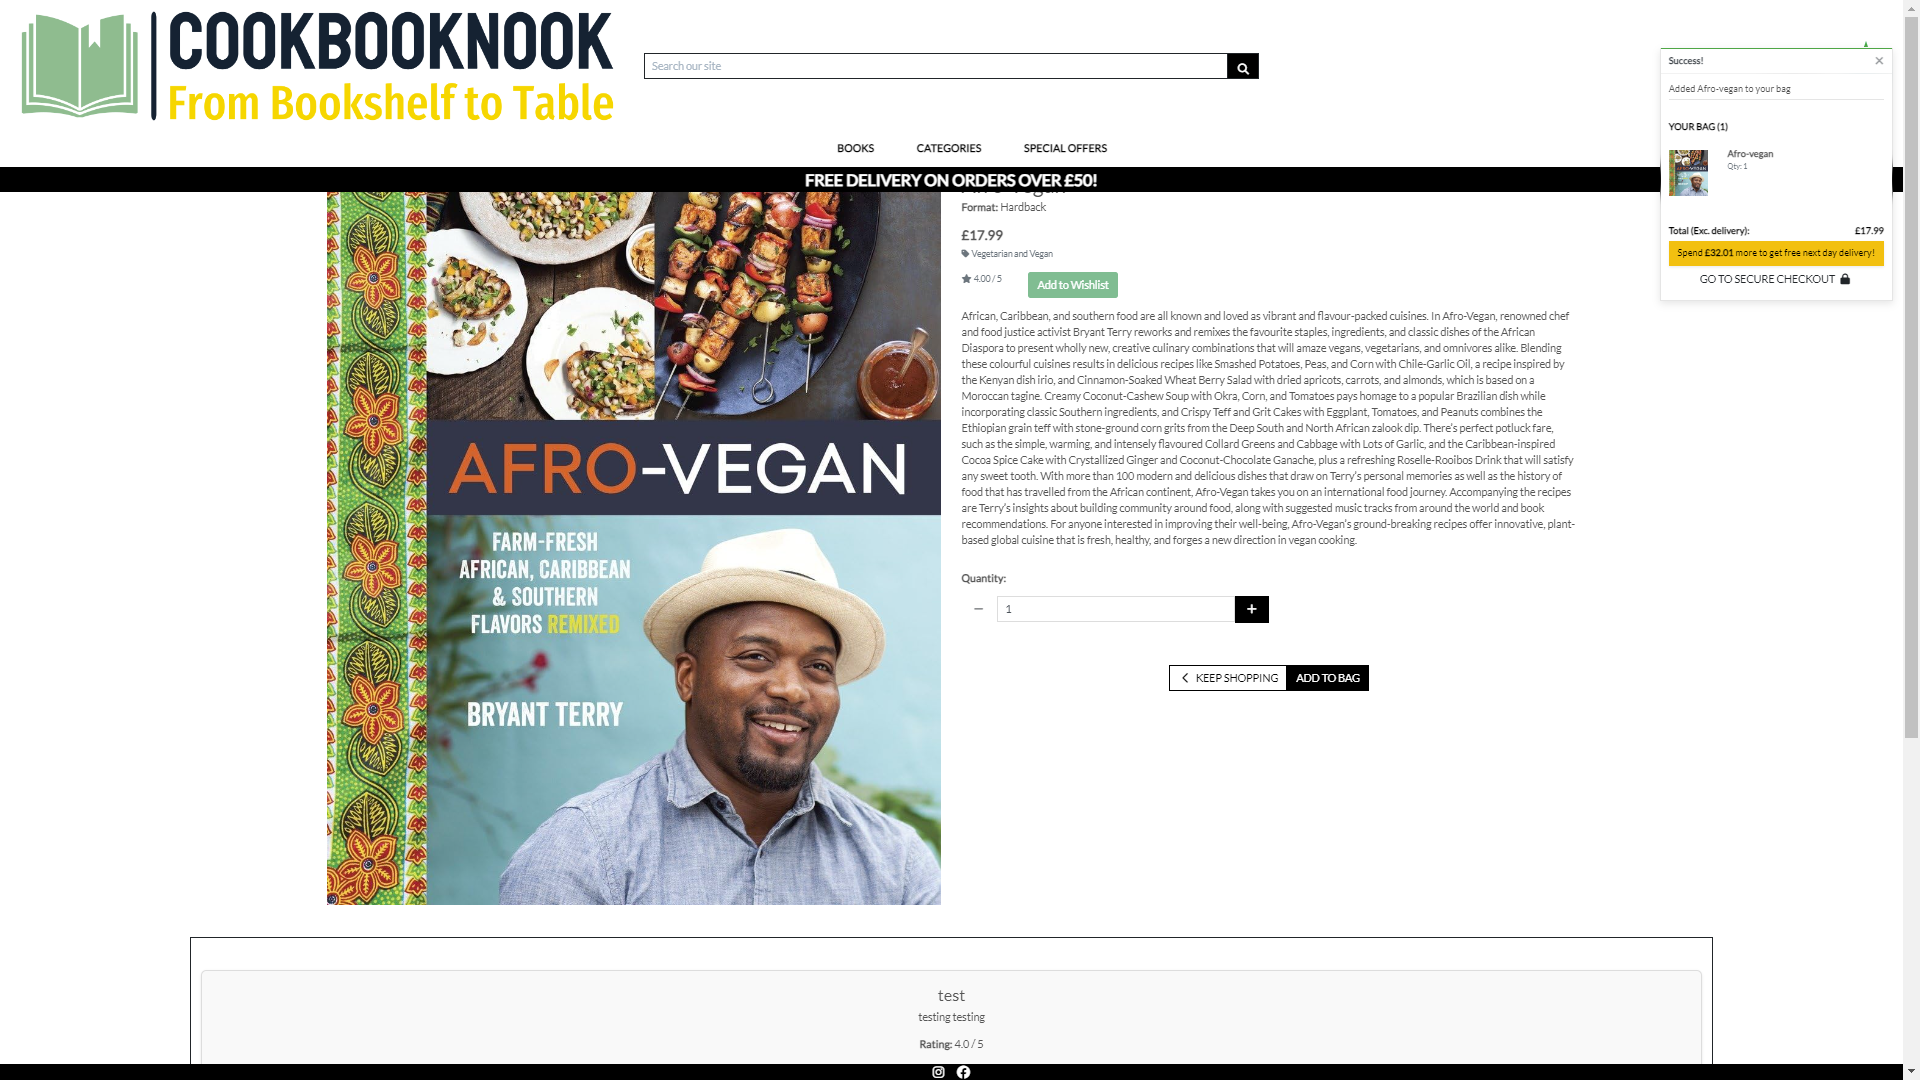 COOKBOOKNOOK
From Bookshelf to Table
Search our site
BOOKS
CATEGORIES
SPECIAL OFFERS
FREE DELIVERY ON ORDERS OVER £50!
Success!
Added Afro-vegan to your bag
YOUR BAG (1)
Afro-vegan
Qty: 1
Total (Exc. delivery): £17.99
Spend £32.01 more to get free next day delivery!
GO TO SECURE CHECKOUT
AFRO-VEGAN
FARM-FRESH
AFRICAN, CARIBBEAN
& SOUTHERN
FLAVORS REMIXED
BRYANT TERRY
Format: Hardback
£17.99
Vegetarian and Vegan
4.00 / 5
Add to Wishlist
African, Caribbean, and southern food are all known and loved as vibrant and flavour-packed cuisines. In Afro-Vegan, renowned chef
and food justice activist Bryant Terry reworks and remixes the favourite staples, ingredients, and classic dishes of the African
Diaspora to present wholly new, creative culinary combinations that will amaze vegans, vegetarians, and omnivores alike. Blending
these colourful cuisines results in delicious recipes like Smashed Potatoes, Peas, and Corn with Chile-Garlic Oil, a recipe inspired by
the Kenyan dish irio, and Cinnamon-Soaked Wheat Berry Salad with dried apricots, carrots, and almonds, which is based on a
Moroccan tagine. Creamy Coconut-Cashew Soup with Okra, Corn, and Tomatoes pays homage to a popular Brazilian dish while
incorporating classic Southern ingredients, and Crispy Teff and Grit Cakes with Eggplant, Tomatoes, and Peanuts combines the
Ethiopian grain teff with stone-ground corn grits from the Deep South and North African zalook dip. There's perfect potluck fare,
such as the simple, warming, and intensely flavoured Collard Greens and Cabbage with Lots of Garlic, and the Caribbean-inspired
Cocoa Spice Cake with Crystallized Ginger and Coconut-Chocolate Ganache, plus a refreshing Roselle-Rooibos Drink that will satisfy
any sweet tooth. With more than 100 modern and delicious dishes that draw on Terry's personal memories as well as the history of
food that has travelled from the African continent, Afro-Vegan takes you on an international food journey. Accompanying the recipes
are Terry's insights about building community around food, along with suggested music tracks from around the world and book
recommendations. For anyone interested in improving their well-being, Afro-Vegan's ground-breaking recipes offer innovative, plant-
based global cuisine that is fresh, healthy, and forges a new direction in vegan cooking.
Quantity:
1
KEEP SHOPPING
ADD TO BAG
test
testing testing
Rating: 4.0 / 5